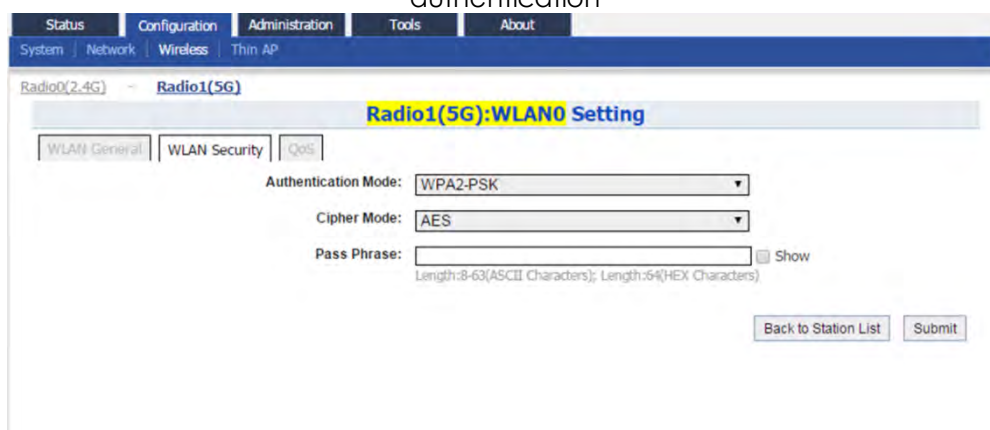 authentication
Status Configuration Administration Tools About
System Network Wireless Thin AP
Radio0(2.4G) - Radio1(5G)
Radio1(5G):WLAN0 Setting
WLAN General WLAN Security QoS
Authentication Mode: WPA2-PSK
Cipher Mode: AES
Pass Phrase: Show
Length:8-63(ASCII Characters); Length:64(HEX Characters)
Back to Station List Submit